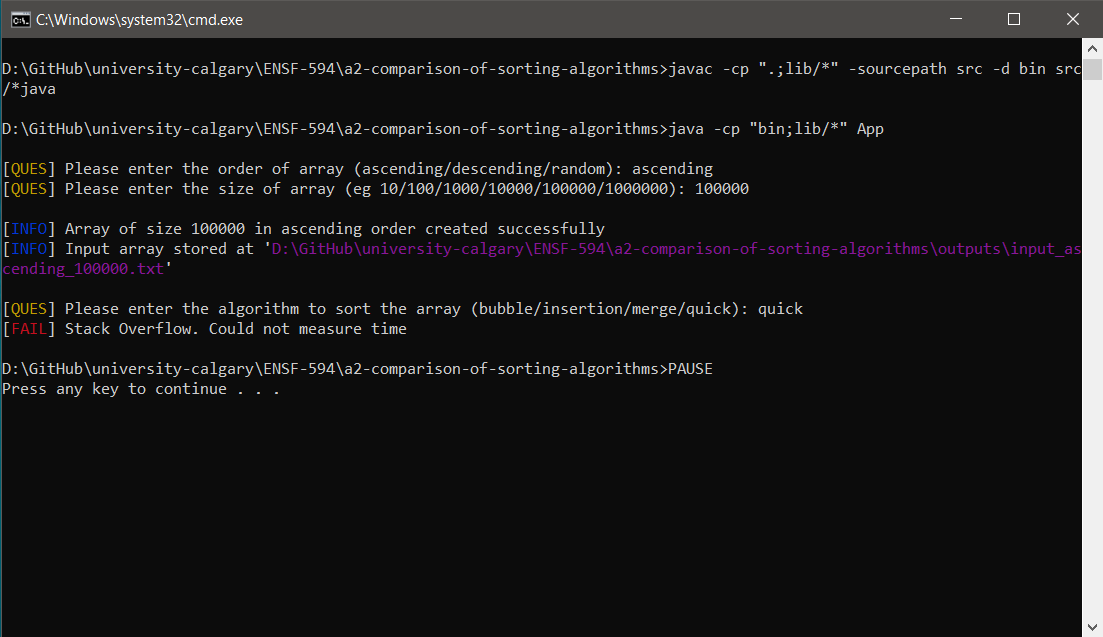 C:\Windows\system32\cmd.exe
D:\GitHub\university-calgary\ENSF-594\a2-comparison-of-sorting-algorithms>javac -cp ".;lib/*" -sourcepath src -d bin src
/*java
D:\GitHub\university-calgary\ENSF-594\a2-comparison-of-sorting-algorithms>java -cp "bin;lib/*" App
[QUES] Please enter the order of array (ascending/descending/random): ascending
[QUES] Please enter the size of array (eg 10/100/1000/10000/100000/1000000): 100000
[INFO] Array of size 100000 in ascending order created successfully
[INFO] Input array stored at 'D:\GitHub\university-calgary\ENSF-594\a2-comparison-of-sorting-algorithms\outputs\input_as
cending_100000.txt'
[QUES] Please enter the algorithm to sort the array (bubble/insertion/merge/quick): quick
[FAIL] Stack Overflow. Could not measure time
D:\GitHub\university-calgary\ENSF-594\a2-comparison-of-sorting-algorithms>PAUSE
Press any key to continue . . .